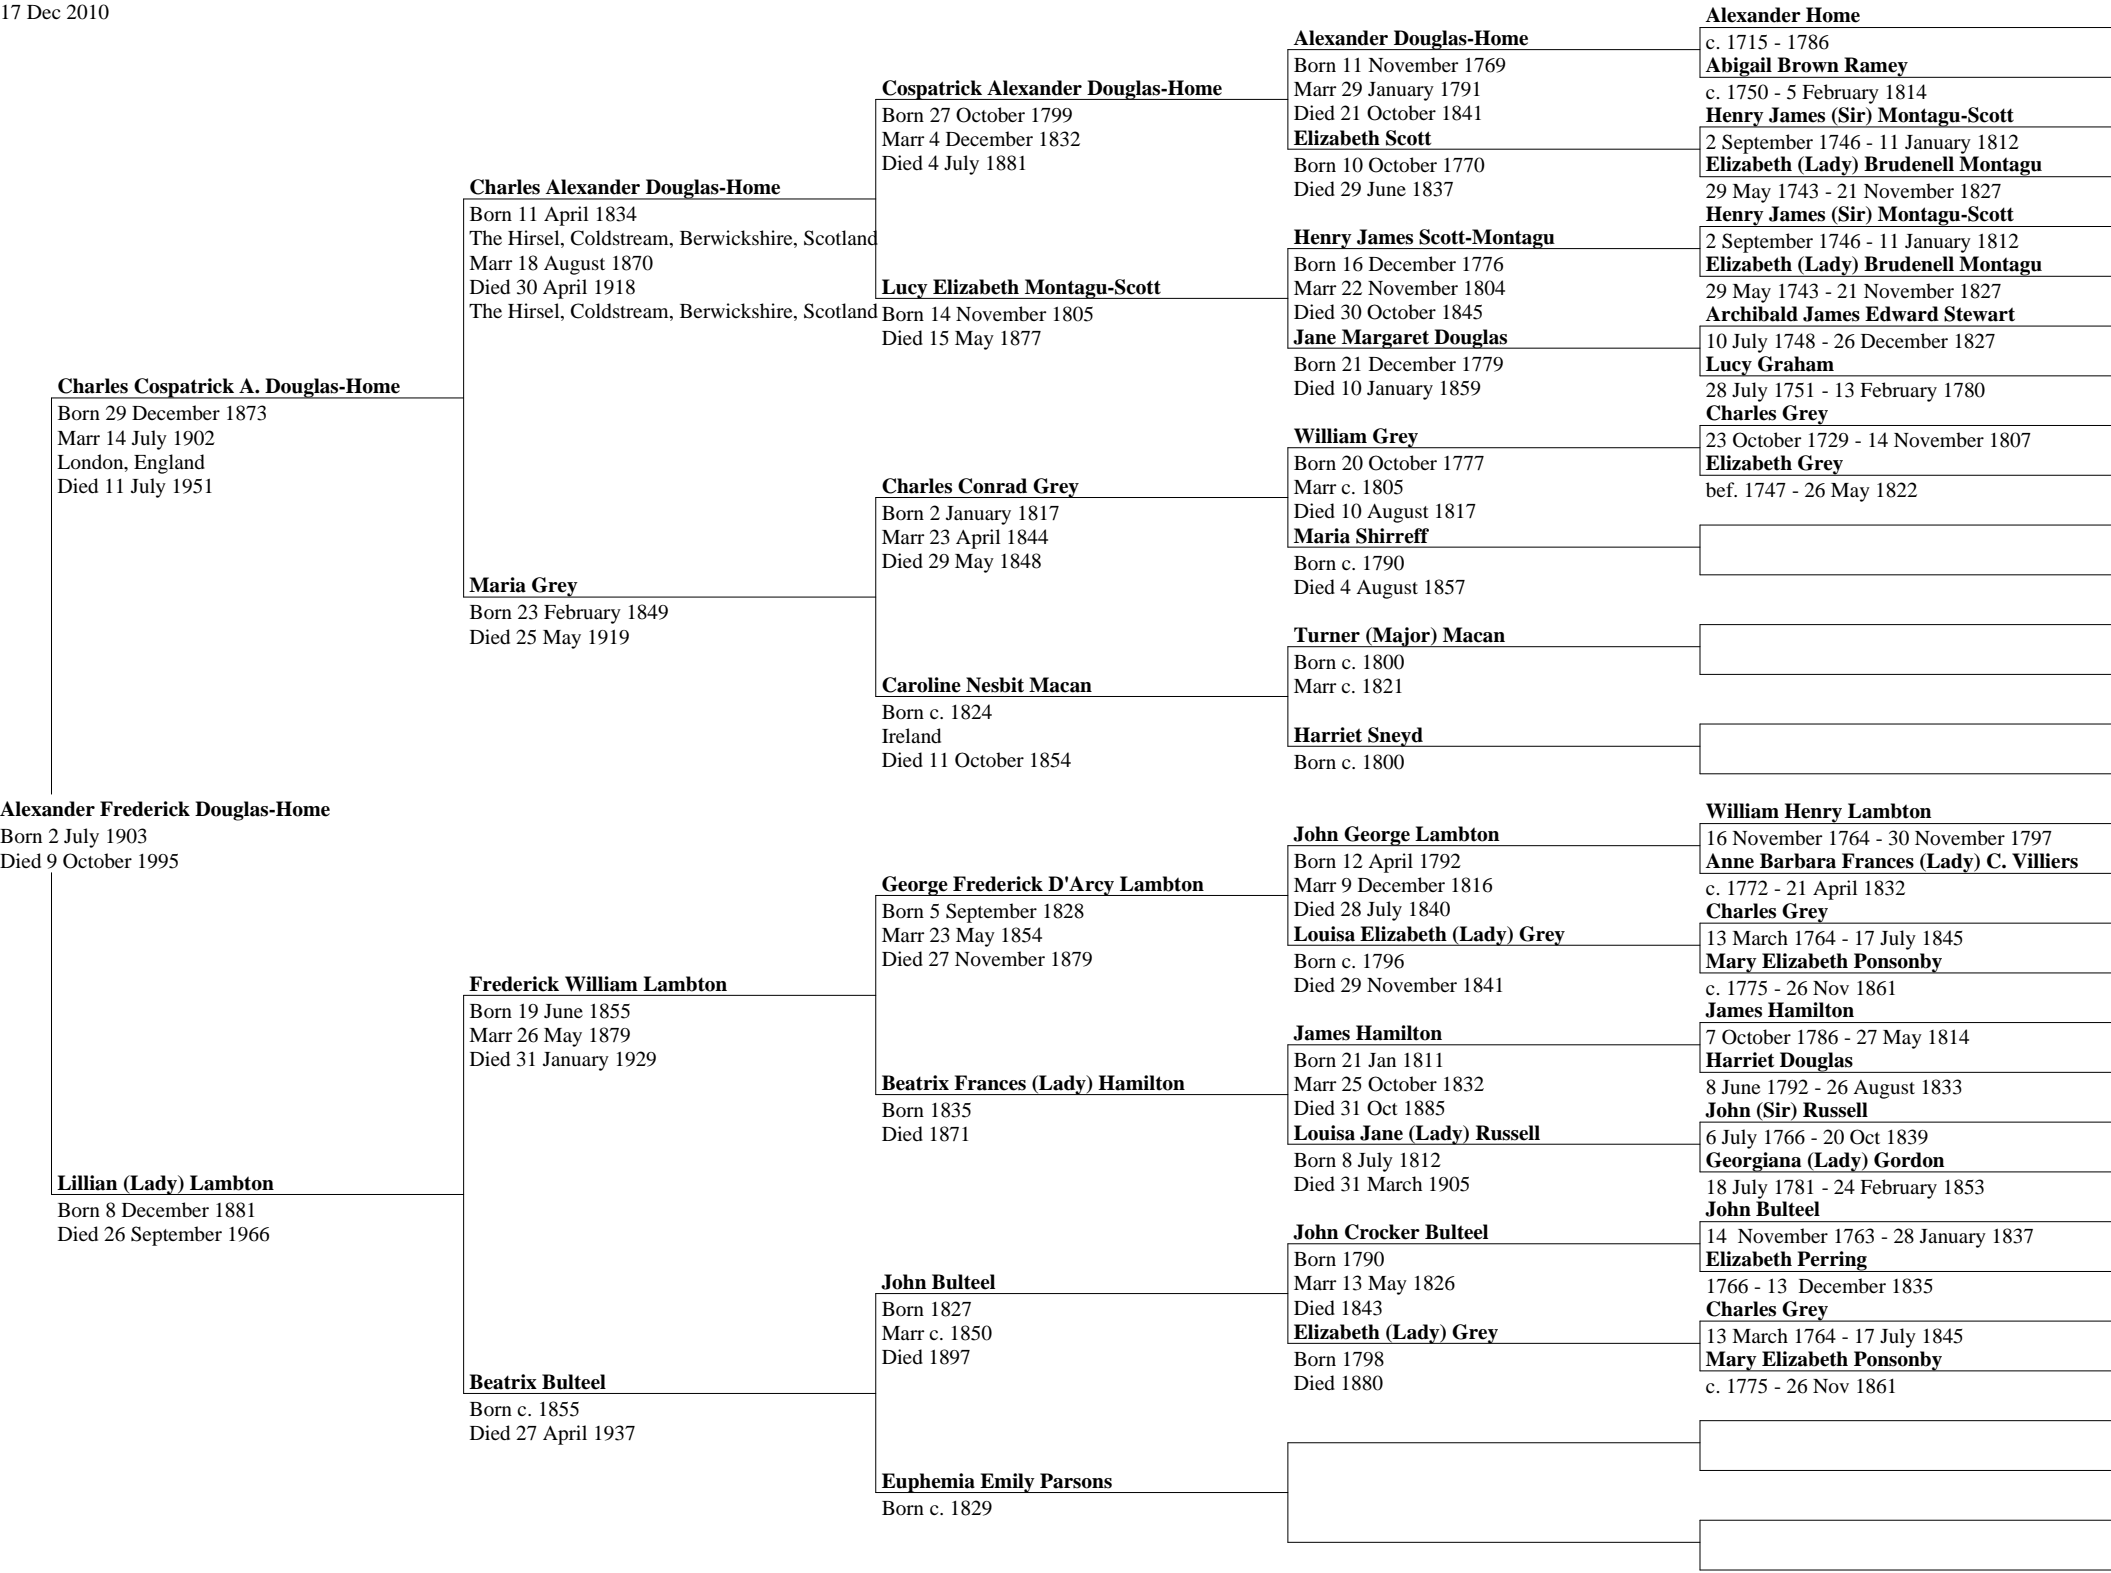 17 Dec 2010
Alexander Frederick Douglas-Home
Born 2 July 1903
Died 9 October 1995
Charles Cospatrick A. Douglas-Home
Born 29 December 1873
Marr 14 July 1902
London, England
Died 11 July 1951
Lillian (Lady) Lambton
Born 8 December 1881
Died 26 September 1966
Charles Alexander Douglas-Home
Born 11 April 1834
The Hirsel, Coldstream, Berwickshire, Scotland
Marr 18 August 1870
Died 30 April 1918
The Hirsel, Coldstream, Berwickshire, Scotland
Maria Grey
Born 23 February 1849
Died 25 May 1919
Frederick William Lambton
Born 19 June 1855
Marr 26 May 1879
Died 31 January 1929
Beatrix Bulteel
Born c. 1855
Died 27 April 1937
Cospatrick Alexander Douglas-Home
Born 27 October 1799
Marr 4 December 1832
Died 4 July 1881
Lucy Elizabeth Montagu-Scott
Born 14 November 1805
Died 15 May 1877
Charles Conrad Grey
Born 2 January 1817
Marr 23 April 1844
Died 29 May 1848
Caroline Nesbit Macan
Born c. 1824
Ireland
Died 11 October 1854
George Frederick D'Arcy Lambton
Born 5 September 1828
Marr 23 May 1854
Died 27 November 1879
Beatrix Frances (Lady) Hamilton
Born 1835
Died 1871
John Bulteel
Born 1827
Marr c. 1850
Died 1897
Euphemia Emily Parsons
Born c. 1829
Alexander Douglas-Home
Born 11 November 1769
Marr 29 January 1791
Died 21 October 1841
Elizabeth Scott
Born 10 October 1770
Died 29 June 1837
Henry James Scott-Montagu
Born 16 December 1776
Marr 22 November 1804
Died 30 October 1845
Jane Margaret Douglas
Born 21 December 1779
Died 10 January 1859
William Grey
Born 20 October 1777
Marr c. 1805
Died 10 August 1817
Maria Shirreff
Born c. 1790
Died 4 August 1857
Turner (Major) Macan
Born c. 1800
Marr c. 1821
Harriet Sneyd
Born c. 1800
John George Lambton
Born 12 April 1792
Marr 9 December 1816
Died 28 July 1840
Louisa Elizabeth (Lady) Grey
Born c. 1796
Died 29 November 1841
James Hamilton
Born 21 Jan 1811
Marr 25 October 1832
Died 31 Oct 1885
Louisa Jane (Lady) Russell
Born 8 July 1812
Died 31 March 1905
John Crocker Bulteel
Born 1790
Marr 13 May 1826
Died 1843
Elizabeth (Lady) Grey
Born 1798
Died 1880
Alexander Home
c. 1715 - 1786
Abigail Brown Ramey
c. 1750 - 5 February 1814
Henry James (Sir) Montagu-Scott
2 September 1746 - 11 January 1812
Elizabeth (Lady) Brudenell Montagu
29 May 1743 - 21 November 1827
Henry James (Sir) Montagu-Scott
2 September 1746 - 11 January 1812
Elizabeth (Lady) Brudenell Montagu
29 May 1743 - 21 November 1827
Archibald James Edward Stewart
10 July 1748 - 26 December 1827
Lucy Graham
28 July 1751 - 13 February 1780
Charles Grey
23 October 1729 - 14 November 1807
Elizabeth Grey
bef. 1747 - 26 May 1822
William Henry Lambton
16 November 1764 - 30 November 1797
Anne Barbara Frances (Lady) C. Villiers
c. 1772 - 21 April 1832
Charles Grey
13 March 1764 - 17 July 1845
Mary Elizabeth Ponsonby
c. 1775 - 26 Nov 1861
James Hamilton
7 October 1786 - 27 May 1814
Harriet Douglas
8 June 1792 - 26 August 1833
John (Sir) Russell
6 July 1766 - 20 Oct 1839
Georgiana (Lady) Gordon
18 July 1781 - 24 February 1853
John Bulteel
14  November 1763 - 28 January 1837
Elizabeth Perring
1766 - 13  December 1835
Charles Grey
13 March 1764 - 17 July 1845
Mary Elizabeth Ponsonby
c. 1775 - 26 Nov 1861